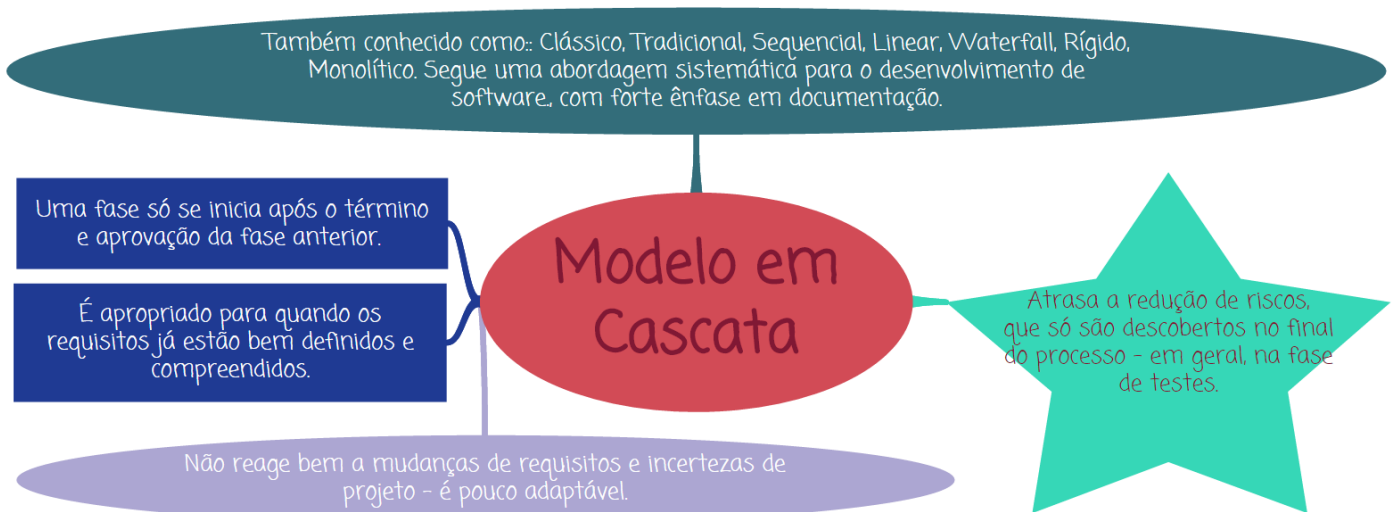 Também conhecido como:: Clássico, Tradicional, Sequencial, Linear, Waterfall, Rígido,
Monolítico. Segue uma abordagem sistemática para o desenvolvimento de
software., com forte ênfase em documentação.
Uma fase só se inicia após o término
e aprovação da fase anterior.
É apropriado para quando os
requisitos já estão bem definidos e
compreendidos.
Modelo em
Cascata
Atrasa a redução de riscos,
que só são descobertos no final
do processo - em geral, na fase
de testes.
Não reage bem a mudanças de requisitos e incertezas de
projeto - é pouco adaptável.